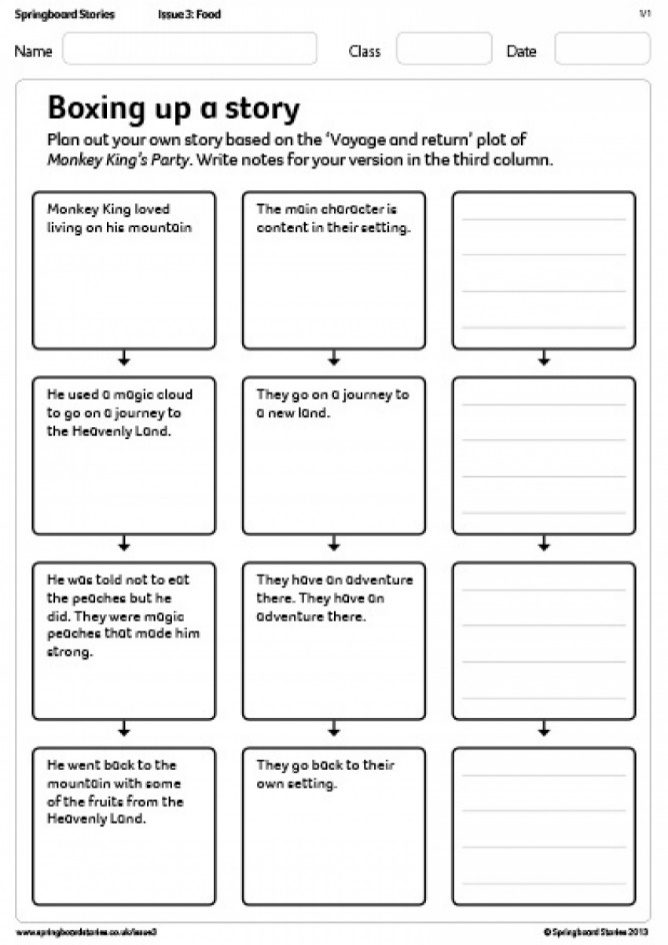 Springboard Stories Issue 3: Food 1/1
Name Class Date
Boxing up a story
Plan out your own story based on the ‘Voyage and return’ plot of
Monkey King’s Party. Write notes for your version in the third column.
Monkey King loved
living on his mountain
The main character is
content in their setting.
He used a magic cloud
to go on a journey to
the Heavenly Land.
They go on a journey to
a new land.
He was told not to eat
the peaches but he
did. They were magic
peaches that made him
strong.
They have an adventure
there. They have an
adventure there.
He went back to the
mountain with some
of the fruits from the
Heavenly Land.
They go back to their
own setting.
www.springboardstories.co.uk/issue3 © Springboard Stories 2013